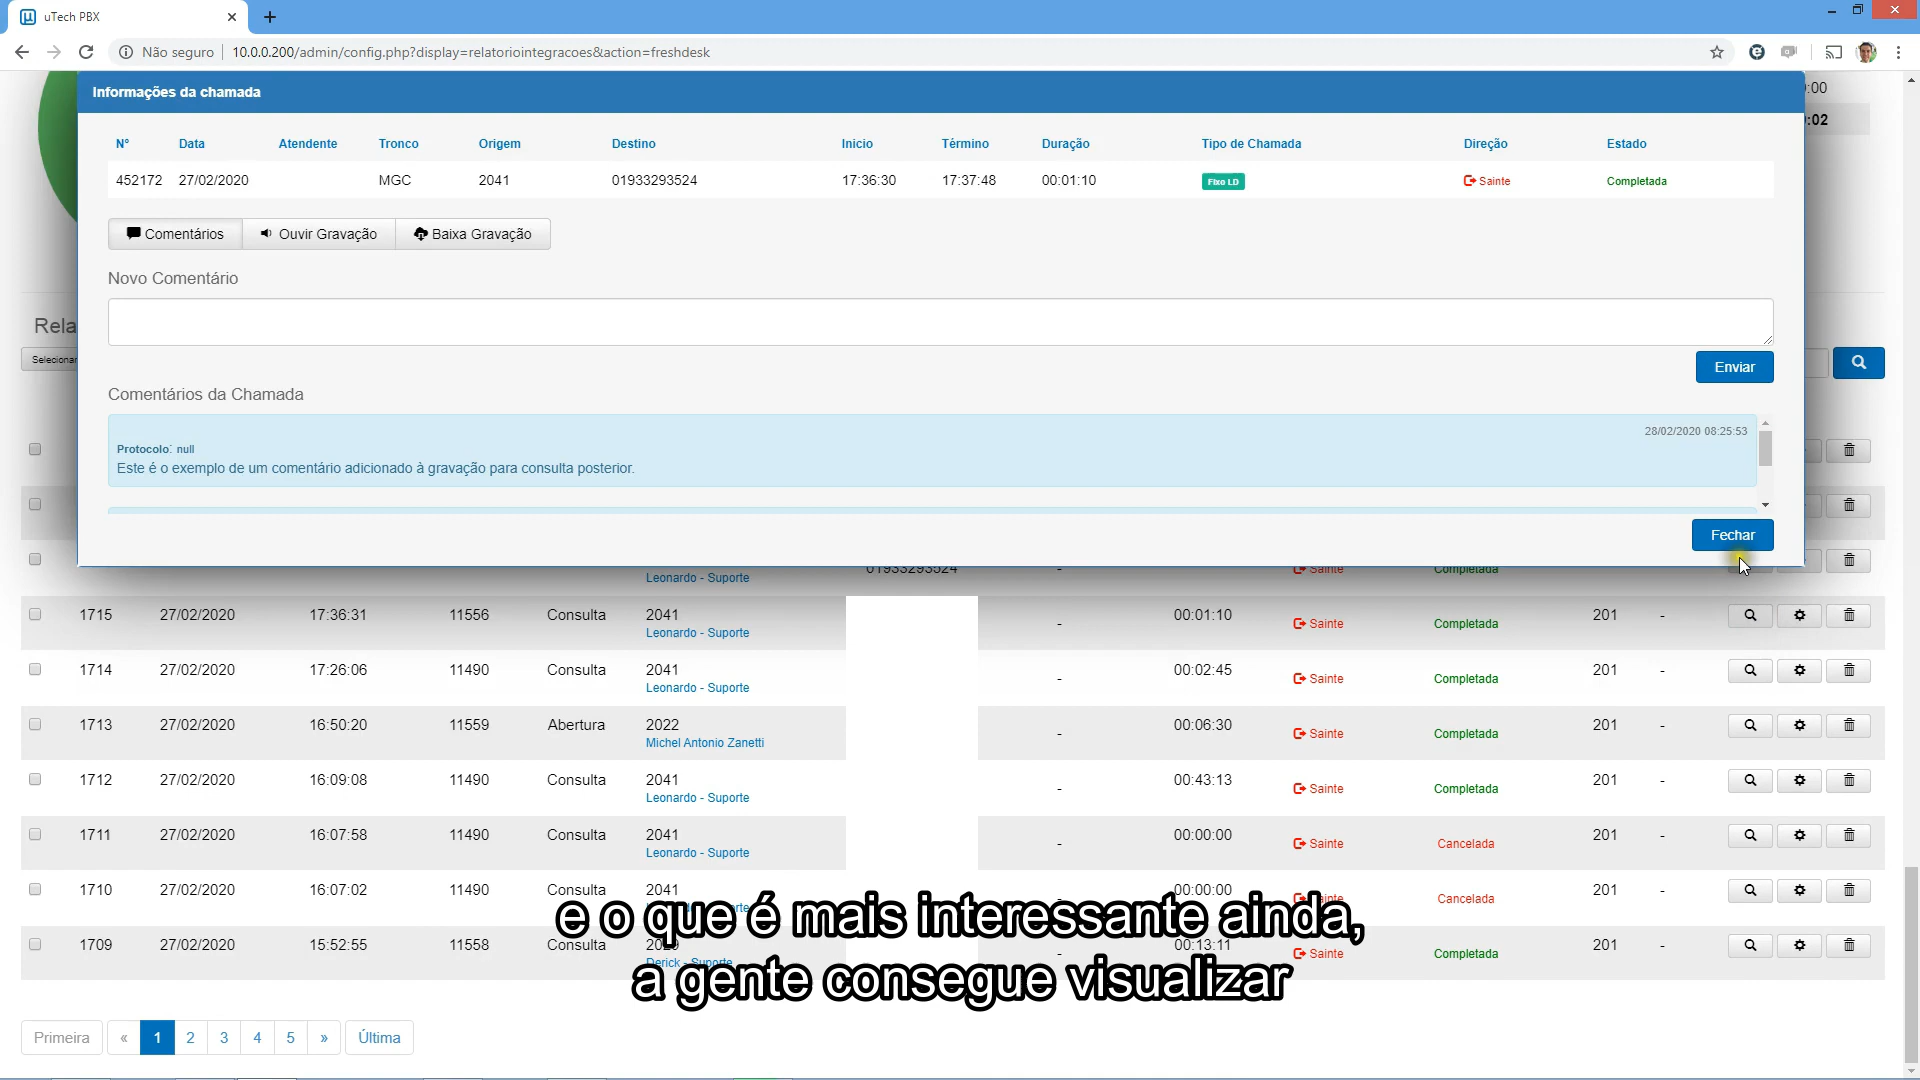 uTech PBX
Não seguro 10.0.0.200/admin/config.php?display=relatoriointegracoes&action=freshdesk
Informações da chamada
:00
:02
Nº Data Atendente Tronco Origem Destino Inicio Término Duração Tipo de Chamada Direção Estado
452172 27/02/2020 MGC 2041 01933293524 17:36:30 17:37:48 00:01:10 Fixo LD Sainte Completada
Comentários Ouvir Gravação Baixa Gravação
Novo Comentário
Rela
Selecionar
Enviar
Comentários da Chamada
28/02/2020 08:25:53
Protocolo: null
Este é o exemplo de um comentário adicionado à gravação para consulta posterior.
Fechar
Leonardo - Suporte 01933293524 - Sainte Completada
1715 27/02/2020 17:36:31 11556 Consulta 2041 - 00:01:10 Sainte Completada 201 -
Leonardo - Suporte
1714 27/02/2020 17:26:06 11490 Consulta 2041 - 00:02:45 Sainte Completada 201 -
Leonardo - Suporte
1713 27/02/2020 16:50:20 11559 Abertura 2022 - 00:06:30 Sainte Completada 201 -
Michel Antonio Zanetti
1712 27/02/2020 16:09:08 11490 Consulta 2041 - 00:43:13 Sainte Completada 201 -
Leonardo - Suporte
1711 27/02/2020 16:07:58 11490 Consulta 2041 - 00:00:00 Sainte Cancelada 201 -
Leonardo - Suporte
1710 27/02/2020 16:07:02 11490 Consulta 2041 00:00:00 Sainte Cancelada 201 -
1709 27/02/2020 15:52:55 11558 Consulta 2029 - 00:13:11 Sainte Completada 201 -
Derick - Suporte
e o que é mais interessante ainda,
a gente consegue visualizar
Primeira « 1 2 3 4 5 » Última